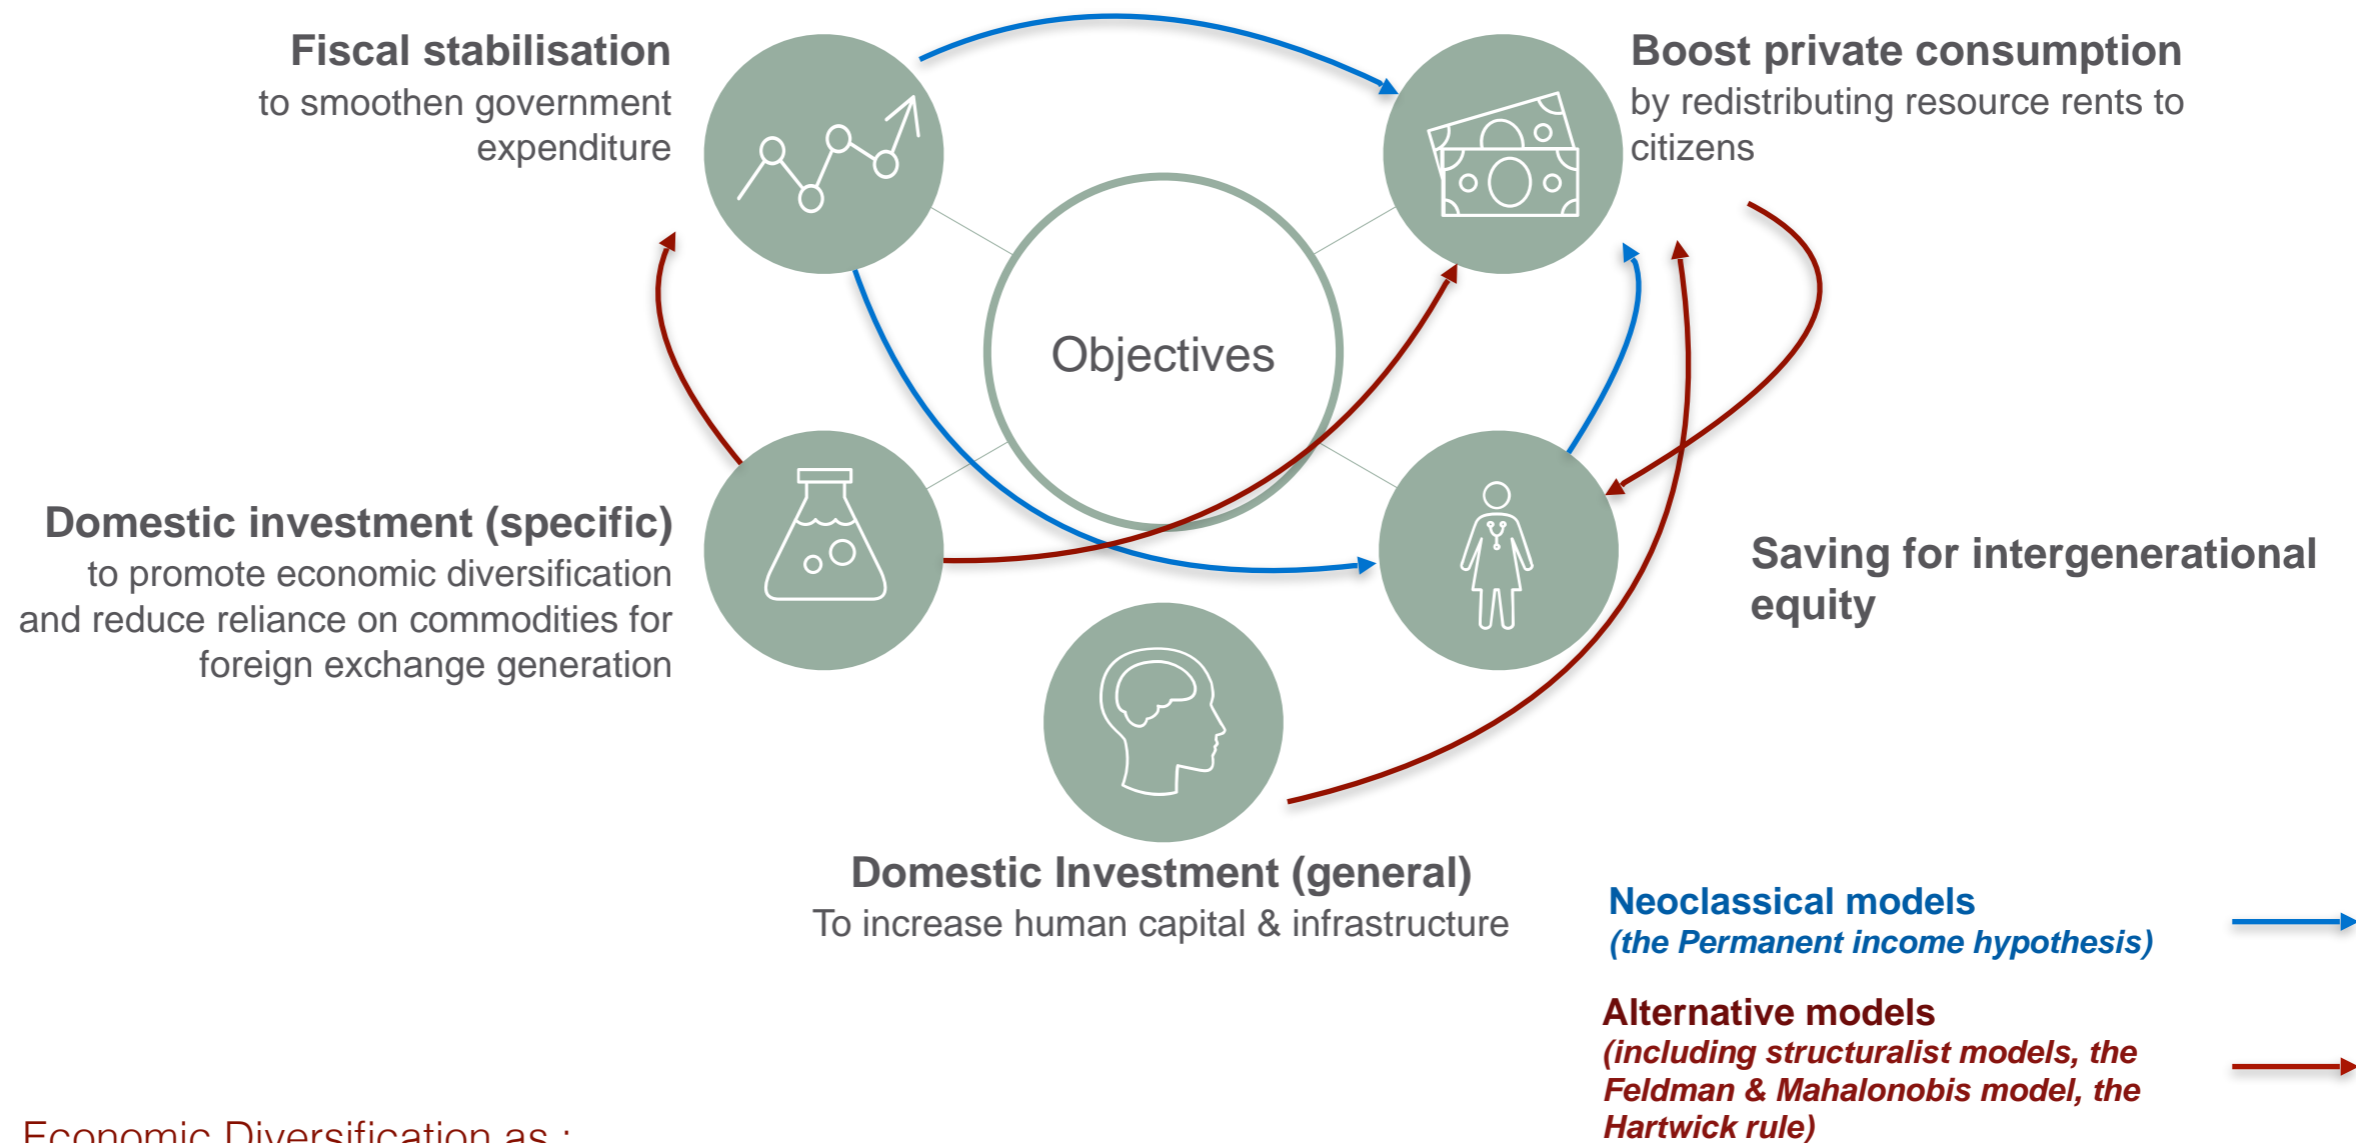 Fiscal stabilisation
to smoothen government
expenditure
Boost private consumption
by redistributing resource rents to
citizens
Objectives
Domestic investment (specific)
to promote economic diversification
and reduce reliance on commodities for
foreign exchange generation
Saving for intergenerational
equity
Domestic Investment (general)
To increase human capital & infrastructure
Neoclassical models
(the Permanent income hypothesis)
Alternative models
(including structuralist models, the
Feldman & Mahalonobis model, the
Hartwick rule)
Economic Diversification as :